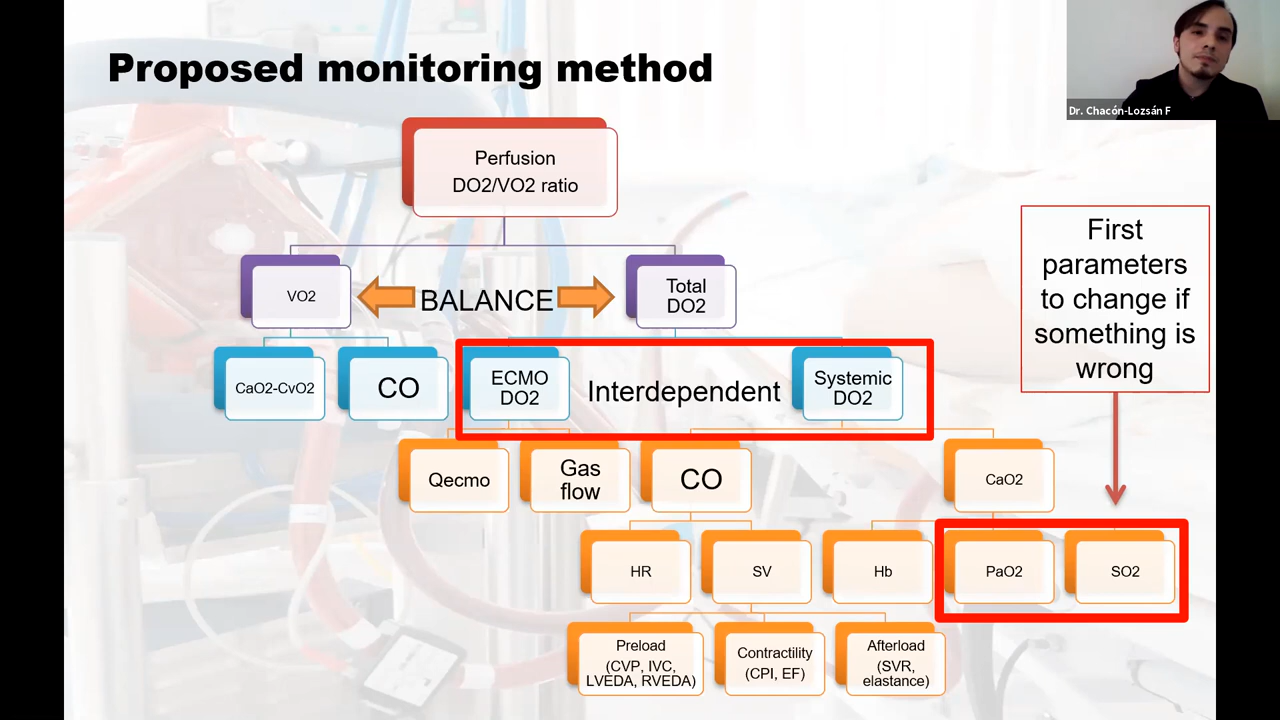 Proposed monitoring method
Dr. Chacón-Lozsán F
Perfusion
DO2/VO2 ratio
First
parameters
to change if
something is
wrong
VO2
BALANCE
Total
DO2
CaO2-CvO2
CO
ECMO
DO2
Interdependent
Systemic
DO2
Qecmo
Gas
flow
CO
CaO2
HR
SV
Hb
PaO2
SO2
Preload
(CVP, IVC,
LVEDA, RVEDA)
Contractility
(CPI, EF)
Afterload
(SVR,
elastance)